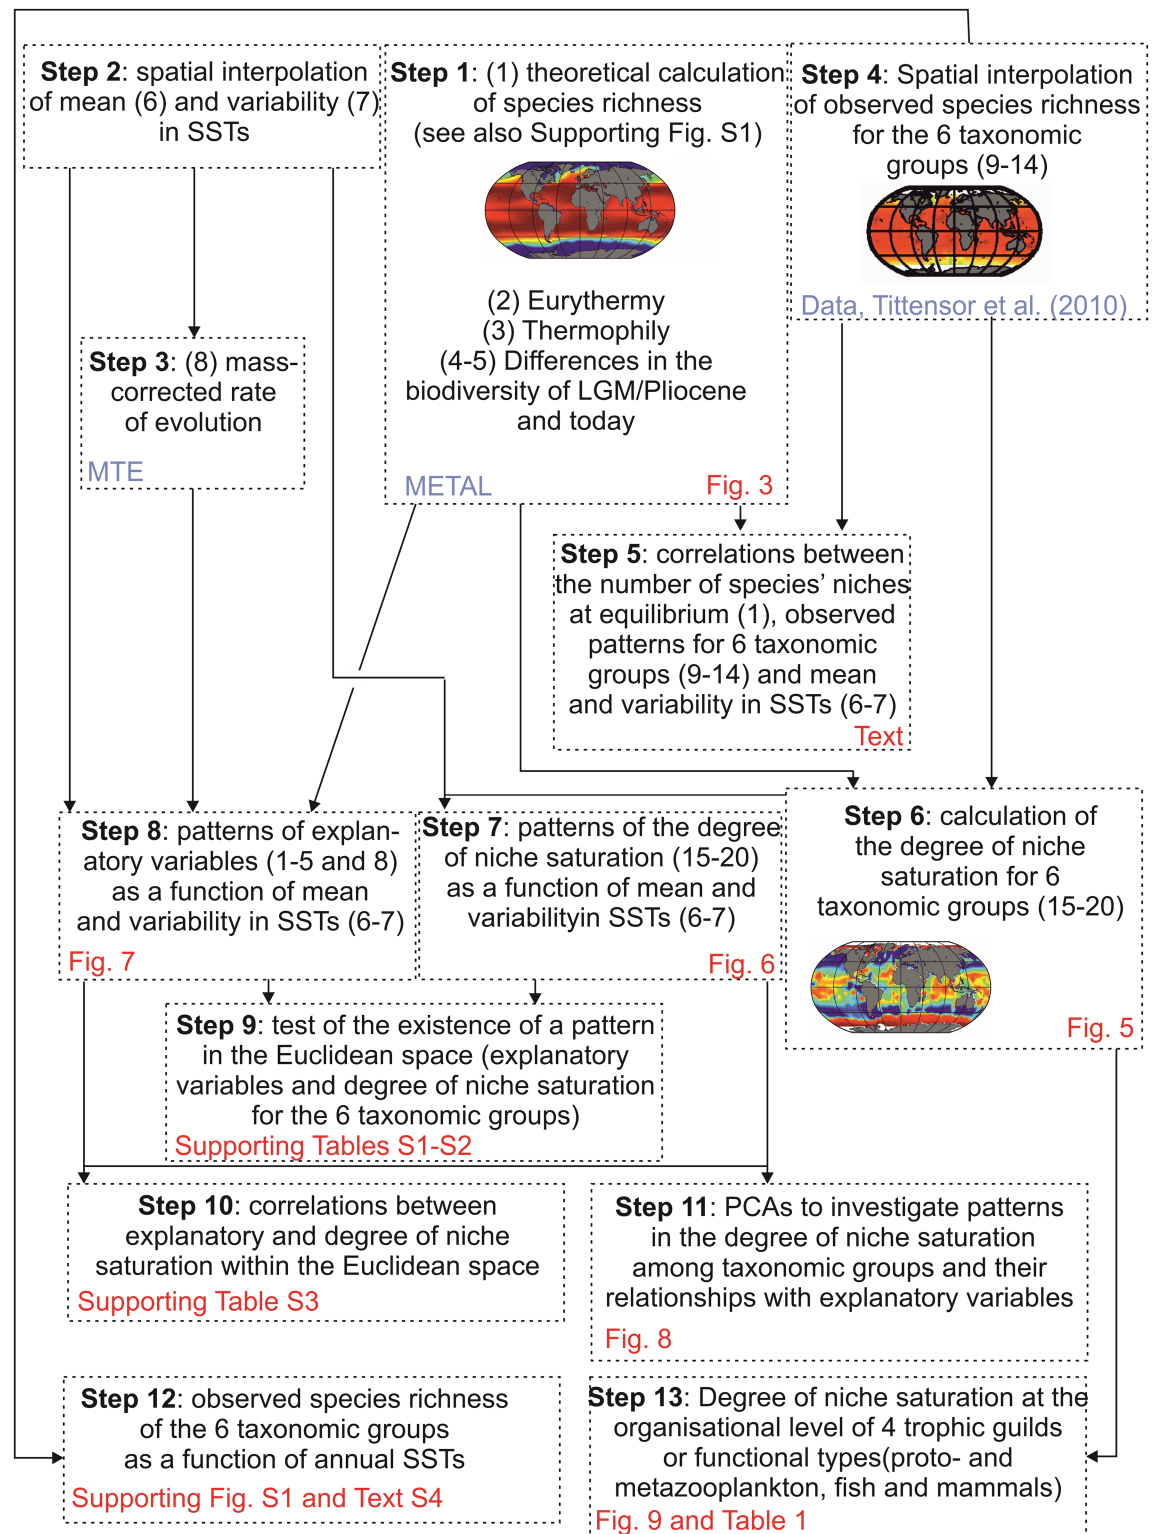 Step 2: spatial interpolation
of mean (6) and variability (7)
in SSTs
Step 1: (1) theoretical calculation
of species richness
(see also Supporting Fig. S1)
(2) Eurythermy
(3) Thermophily
(4-5) Differences in the
biodiversity of LGM/Pliocene
and today
METAL
Fig. 3
Step 4: Spatial interpolation
of observed species richness
for the 6 taxonomic
groups (9-14)
Data, Tittensor et al. (2010)
Step 3: (8) mass-
corrected rate
of evolution
MTE
Step 5: correlations between
the number of species' niches
at equilibrium (1), observed
patterns for 6 taxonomic
groups (9-14) and mean
and variability in SSTs (6-7)
Text
Step 8: patterns of explan-
atory variables (1-5 and 8)
as a function of mean
and variability in SSTs (6-7)
Fig. 7
Step 7: patterns of the degree
of niche saturation (15-20)
as a function of mean and
variabilityin SSTs (6-7)
Fig. 6
Step 6: calculation of
the degree of niche
saturation for 6
taxonomic groups (15-20)
Fig. 5
Step 9: test of the existence of a pattern
in the Euclidean space (explanatory
variables and degree of niche saturation
for the 6 taxonomic groups)
Supporting Tables S1-S2
Step 10: correlations between
explanatory and degree of niche
saturation within the Euclidean space
Supporting Table S3
Step 11: PCAs to investigate patterns
in the degree of niche saturation
among taxonomic groups and their
relationships with explanatory variables
Fig. 8
Step 12: observed species richness
of the 6 taxonomic groups
as a function of annual SSTs
Supporting Fig. S1 and Text S4
Step 13: Degree of niche saturation at the
organisational level of 4 trophic guilds
or functional types(proto- and
metazooplankton, fish and mammals)
Fig. 9 and Table 1